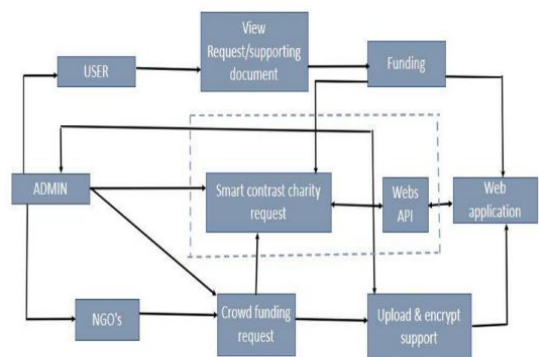 View
Request/supporting
document
USER
Funding
ADMIN
Smart contrast charity
request
Webs
API
Web
application
NGO's
Crowd funding
request
Upload & encrypt
support